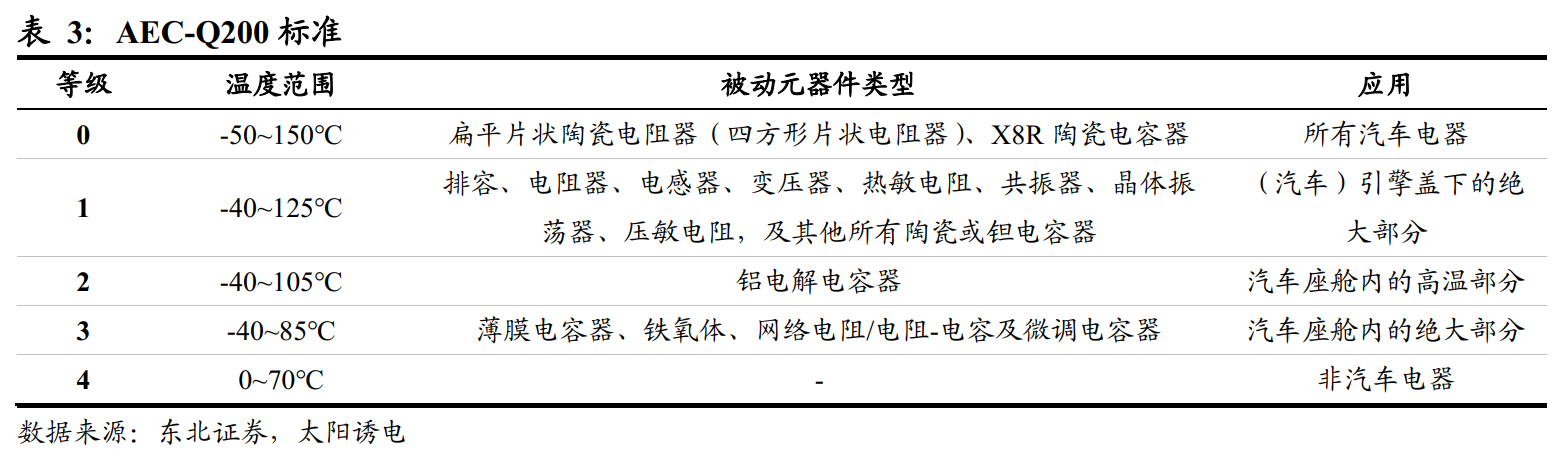 表 3：AEC-Q200 标准
等级 温度范围 被动元器件类型 应用
0 -50~150℃ 扁平片状陶瓷电阻器（四方形片状电阻器）、X8R 陶瓷电容器 所有汽车电器
1 -40~125℃ 排容、电阻器、电感器、变压器、热敏电阻、共振器、晶体振 （汽车）引擎盖下的绝
荡器、压敏电阻，及其他所有陶瓷或钽电容器 大部分
2 -40~105℃ 铝电解电容器 汽车座舱内的高温部分
3 -40~85℃ 薄膜电容器、铁氧体、网络电阻/电阻-电容及微调电容器 汽车座舱内的绝大部分
4 0~70℃ - 非汽车电器
数据来源：东北证券，太阳诱电